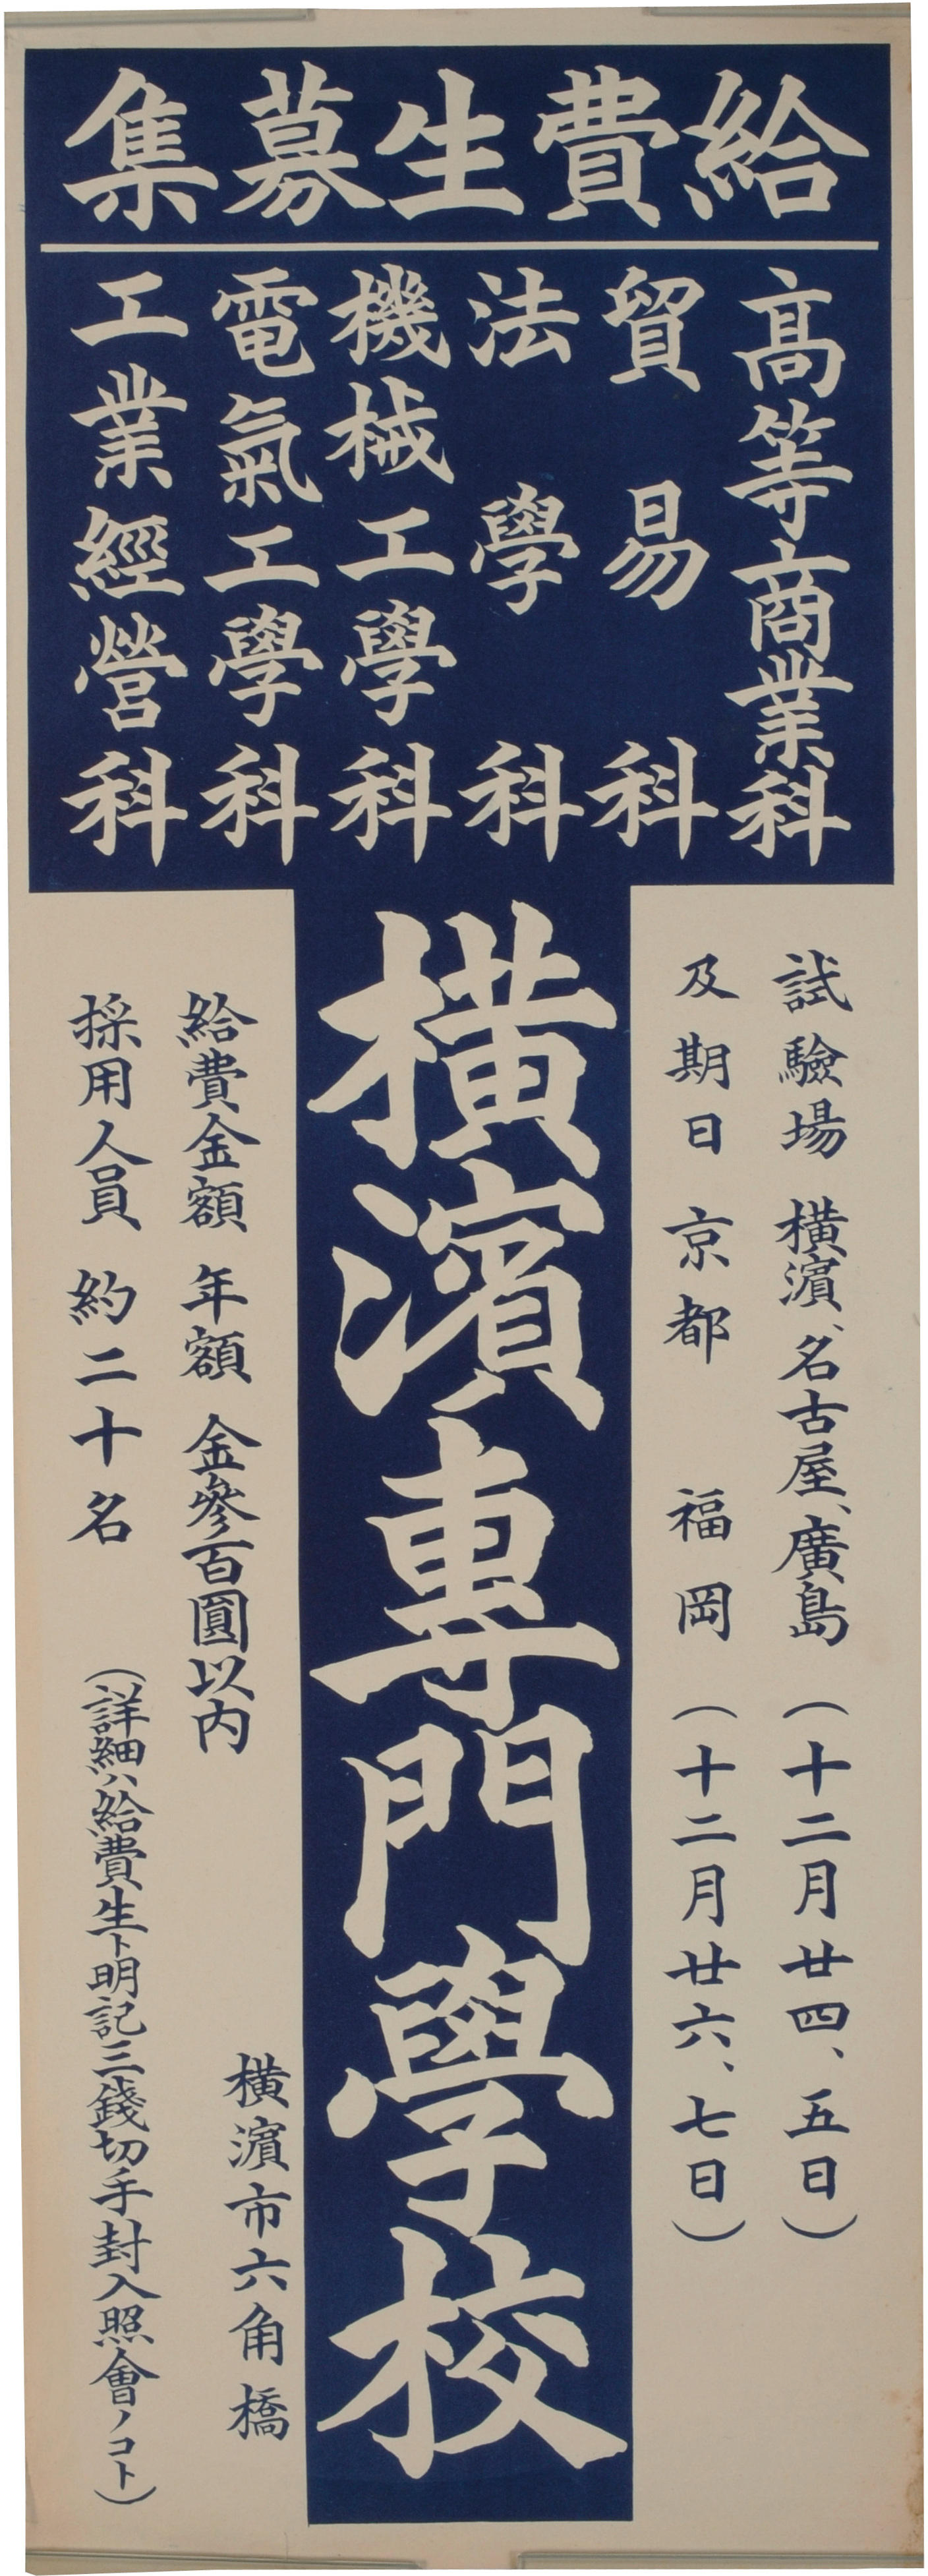 給費生募集
高等商業科
貿易科
法學科
機械工學科
電氣工學科
工業經營科
試驗場 横濱、名古屋、廣島 (十二月廿四、五日)
及期日 京都 福岡 (十二月廿六、七日)
横濱專門學校
横濱市六角橋
給費金額 年額 金參百圓以内
採用人員 約二十名 (詳細ハ給費生ト明記三錢切手封入照會ノコト)